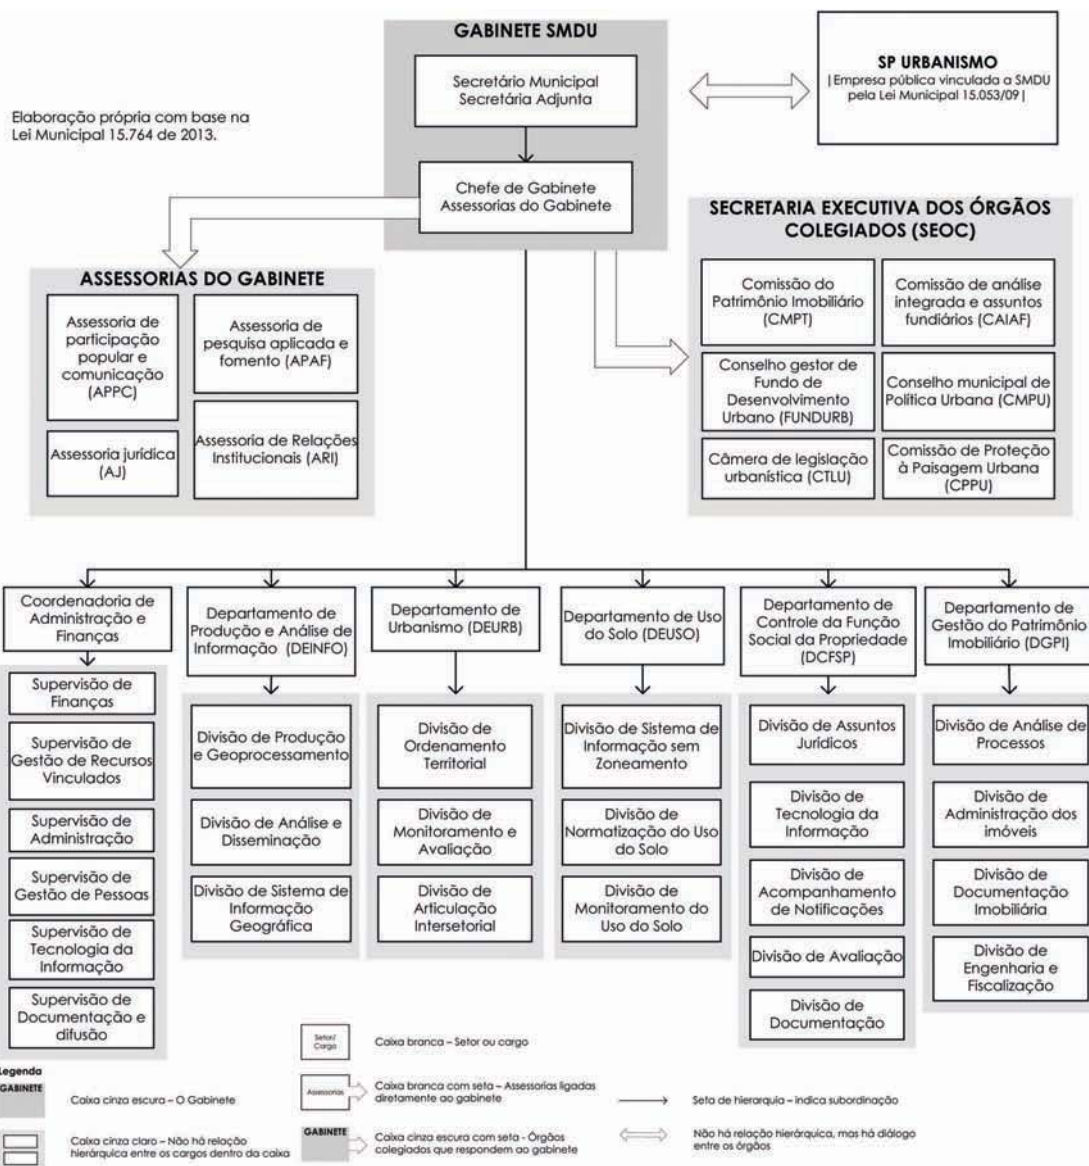 GABINETE SMDU
Secretário Municipal
Secretária Adjunta
Chefe de Gabinete
Assessorias do Gabinete
SP URBANISMO
|Empresa pública vinculada a SMDU
pela Lei Municipal 15.053/09|
Elaboração própria com base na
Lei Municipal 15.764 de 2013.
ASSESSORIAS DO GABINETE
Assessoria de
participação
popular e
comunicação
(APPC)
Assessoria de
pesquisa aplicada e
fomento (APAF)
Assessoria jurídica
(AJ)
Assessoria de Relações
Institucionais (ARI)
SECRETARIA EXECUTIVA DOS ÓRGÃOS
COLEGIADOS (SEOC)
Comissão do
Patrimônio Imobiliário
(CMPT)
Comissão de análise
integrada e assuntos
fundiários (CAIAF)
Conselho gestor de
Fundo de
Desenvolvimento
Urbano (FUNDURB)
Conselho municipal de
Política Urbana (CMPU)
Câmera de legislação
urbanística (CTLU)
Comissão de Proteção
à Paisagem Urbana
(CPPU)
Coordenadoria de
Administração e
Finanças
Supervisão de
Finanças
Supervisão de
Gestão de Recursos
Vinculados
Supervisão de
Administração
Supervisão de
Gestão de Pessoas
Supervisão de
Tecnologia da
Informação
Supervisão de
Documentação e
difusão
Departamento de
Produção e Análise de
Informação (DEINFO)
Divisão de Produção
e Geoprocessamento
Divisão de Análise e
Disseminação
Divisão de Sistema de
Informação
Geográfica
Departamento de
Urbanismo (DEURB)
Divisão de
Ordenamento
Territorial
Divisão de
Monitoramento e
Avaliação
Divisão de
Articulação
Intersetorial
Departamento de Uso
do Solo (DEUSO)
Divisão de Sistema de
Informação sem
Zoneamento
Divisão de
Normatização do Uso
do Solo
Divisão de
Monitoramento do
Uso do Solo
Departamento de
Controle da Função
Social da Propriedade
(DCFSP)
Divisão de Assuntos
Jurídicos
Divisão de
Tecnologia da
Informação
Divisão de
Acompanhamento
de Notificações
Divisão de Avaliação
Divisão de
Documentação
Departamento de
Gestão do Patrimônio
Imobiliário (DGPI)
Divisão de Análise de
Processos
Divisão de
Administração dos
imóveis
Divisão de
Documentação
Imobiliária
Divisão de
Engenharia e
Fiscalização
Legenda
GABINETE
Caixa cinza escura – O Gabinete
Caixa cinza claro – Não há relação
hierárquica entre os cargos dentro da caixa
Setor/
Cargo
Caixa branca – Setor ou cargo
Assessorias
Caixa branca com seta – Assessorias ligadas
diretamente ao gabinete
GABINETE
Caixa cinza escura com seta - Órgãos
colegiados que respondem ao gabinete
Seta de hierarquia – indica subordinação
Não há relação hierárquica, mas há diálogo
entre os órgãos